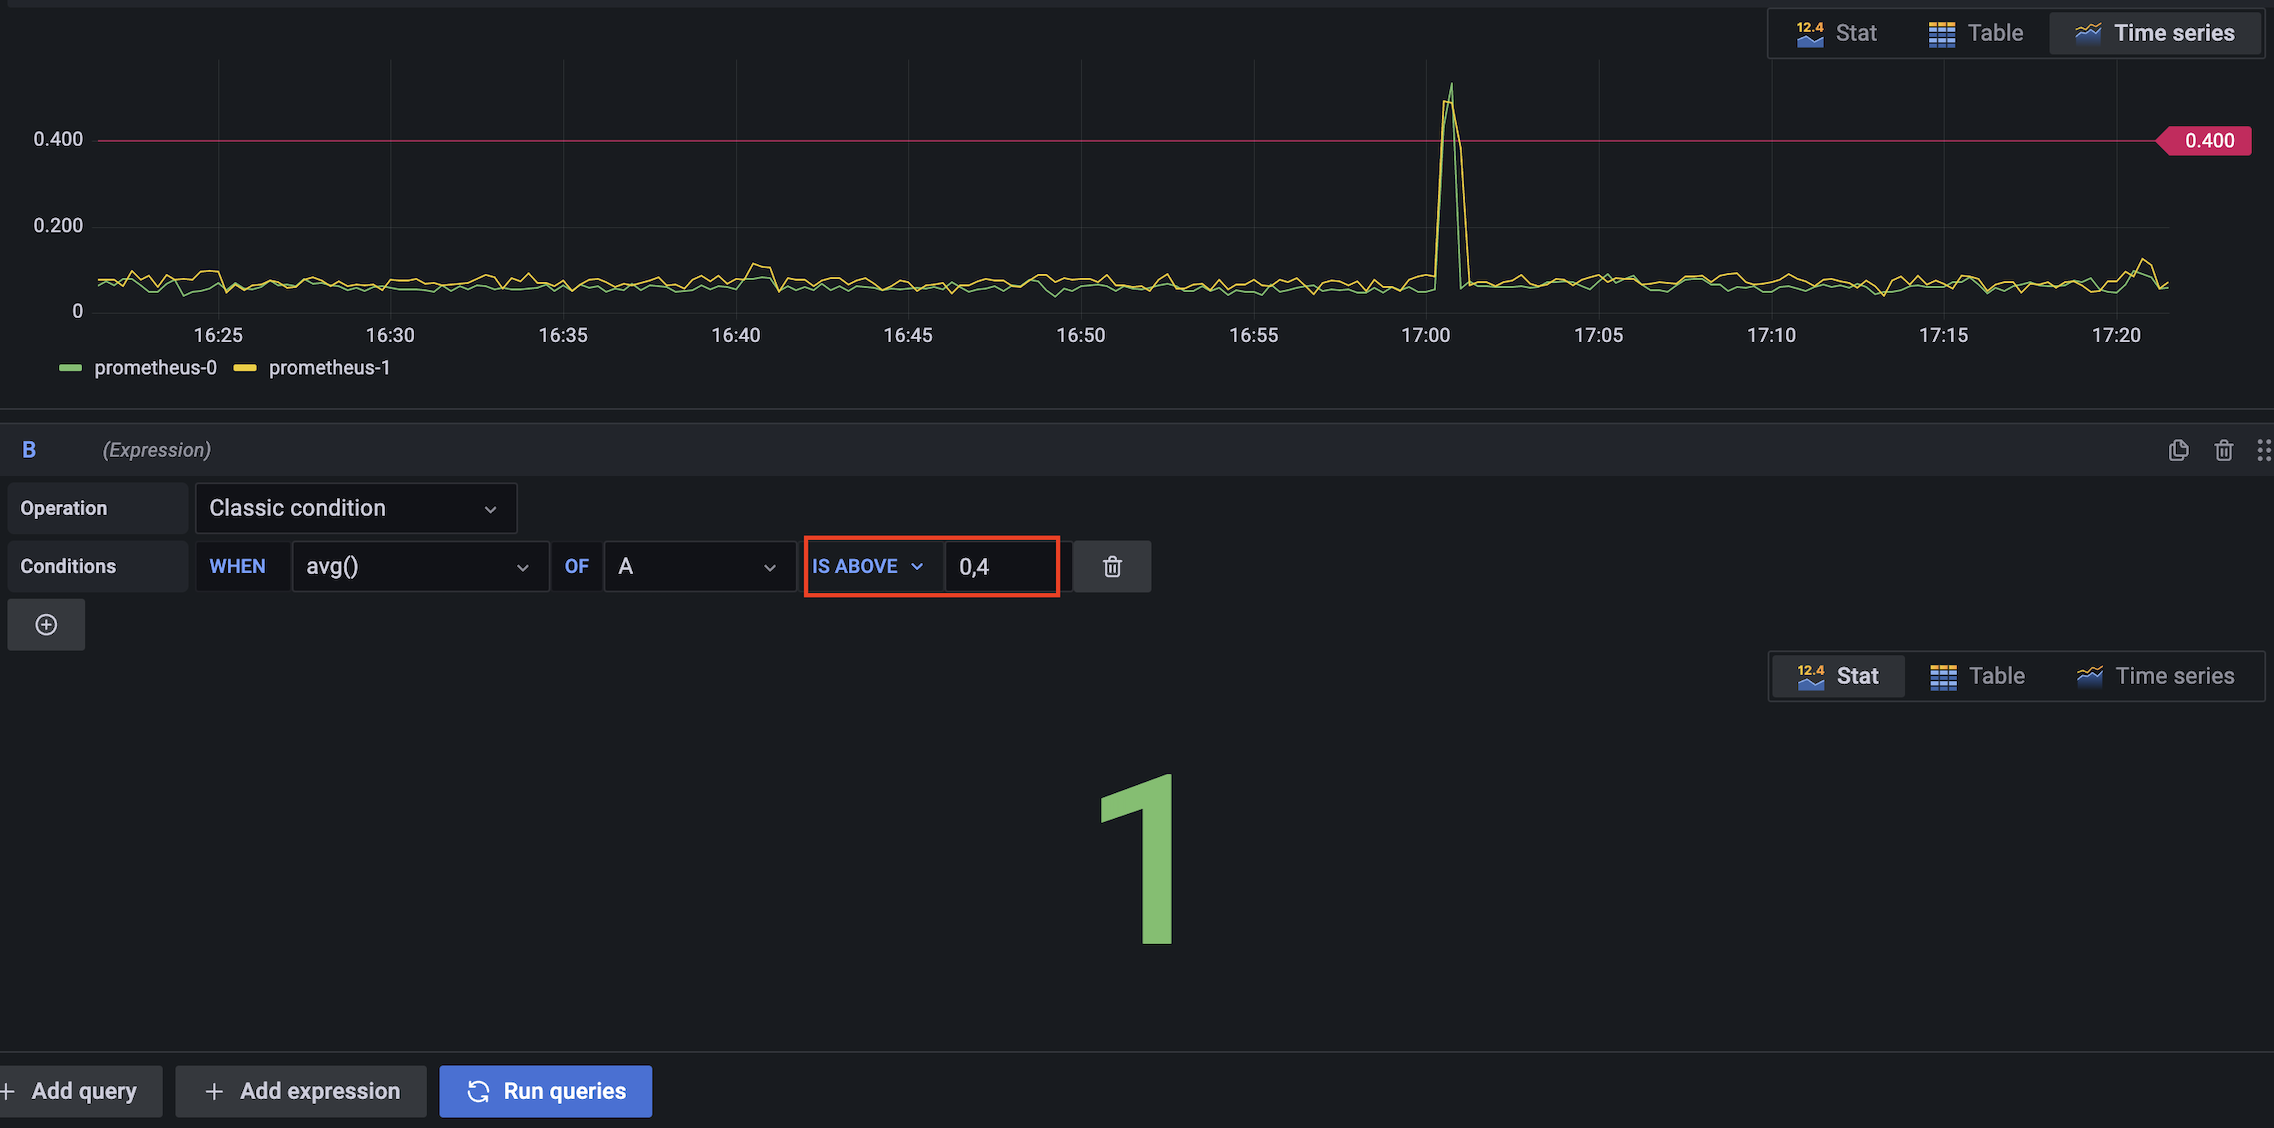 12.4 Stat Table Time series
0.400 0.400
0.200
0
16:25 16:30 16:35 16:40 16:45 16:50 16:55 17:00 17:05 17:10 17:15 17:20
prometheus-0 prometheus-1
B (Expression)
Operation Classic condition
Conditions WHEN avg() OF A IS ABOVE 0,4
12.4 Stat Table Time series
1
+ Add query + Add expression Run queries